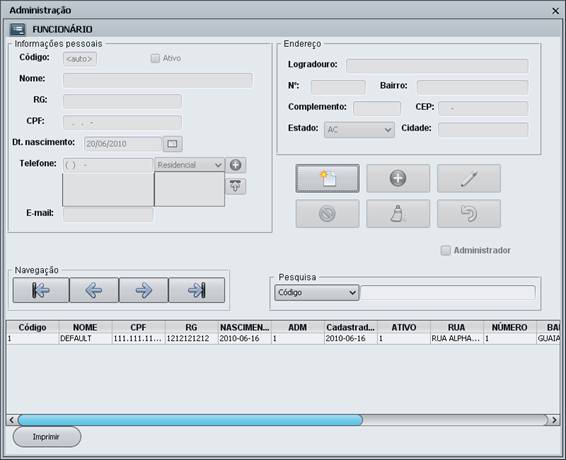 Administração
FUNCIONÁRIO
Informações pessoais
Código: <auto> Ativo
Nome:
RG:
CPF: . . -
Dt. nascimento: 20/06/2010
Telefone: ( ) - Residencial
E-mail:
Endereço
Logradouro:
Nº: Bairro:
Complemento: CEP: -
Estado: AC Cidade:
Administrador
Navegação
Pesquisa
Código
Código NOME CPF RG NASCIMEN... ADM Cadastrad... ATIVO RUA NÚMERO BAI
1 DEFAULT 111.111.11... 1212121212 2010-06-16 1 2010-06-16 1 RUA ALPHA... 1 GUAIA
Imprimir